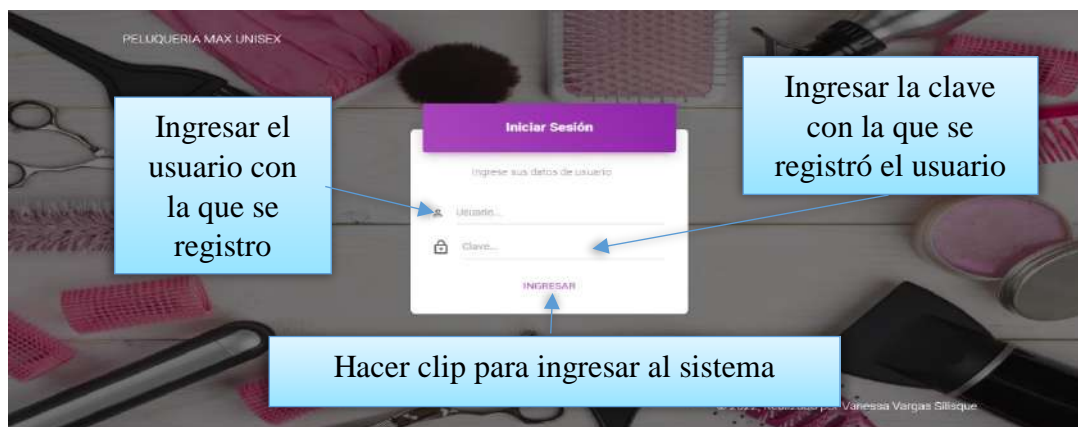 PELUQUERIA MAX UNISEX
Ingresar el
usuario con
la que se
registro
Iniciar Sesión
Ingrese sus datos de usuario
Usuario...
Clave...
INGRESAR
Ingresar la clave
con la que se
registró el usuario
Hacer clip para ingresar al sistema
por Vanessa Vargas Silisque